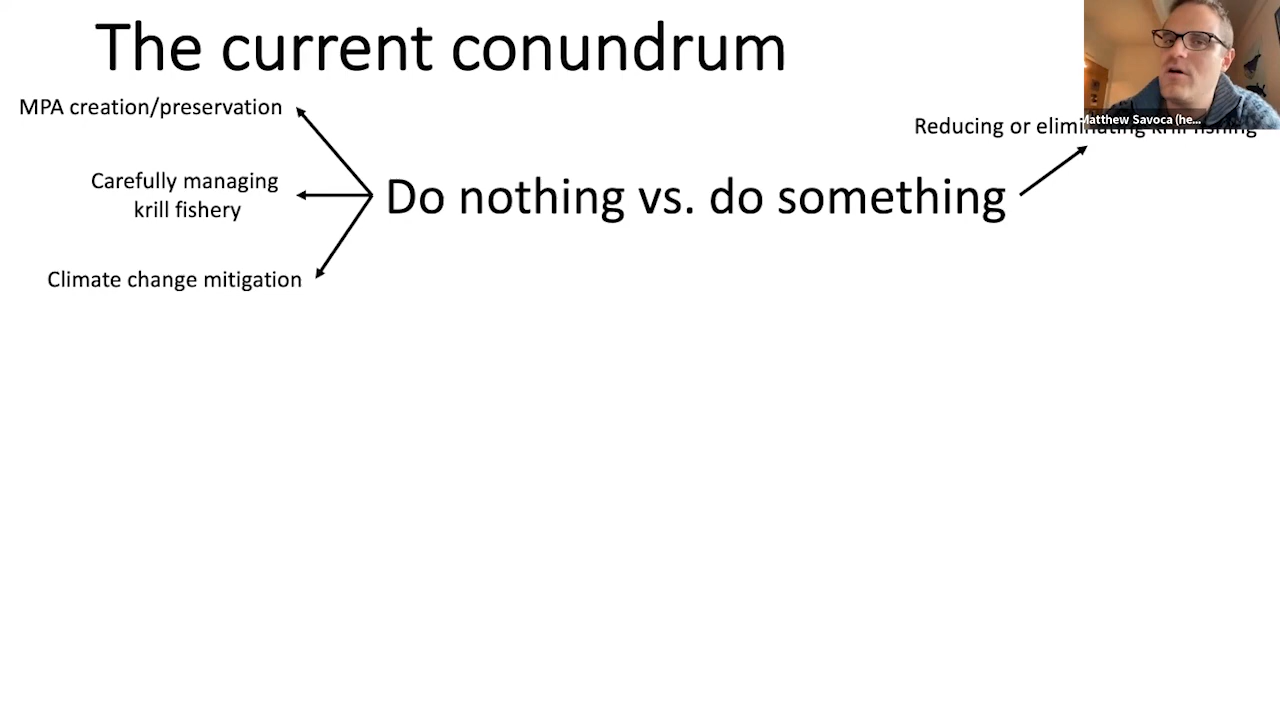 The current conundrum
MPA creation/preservation
Matthew Savoca (he...
Reducing or eliminating krill fishing
Carefully managing
krill fishery
Do nothing vs. do something
Climate change mitigation